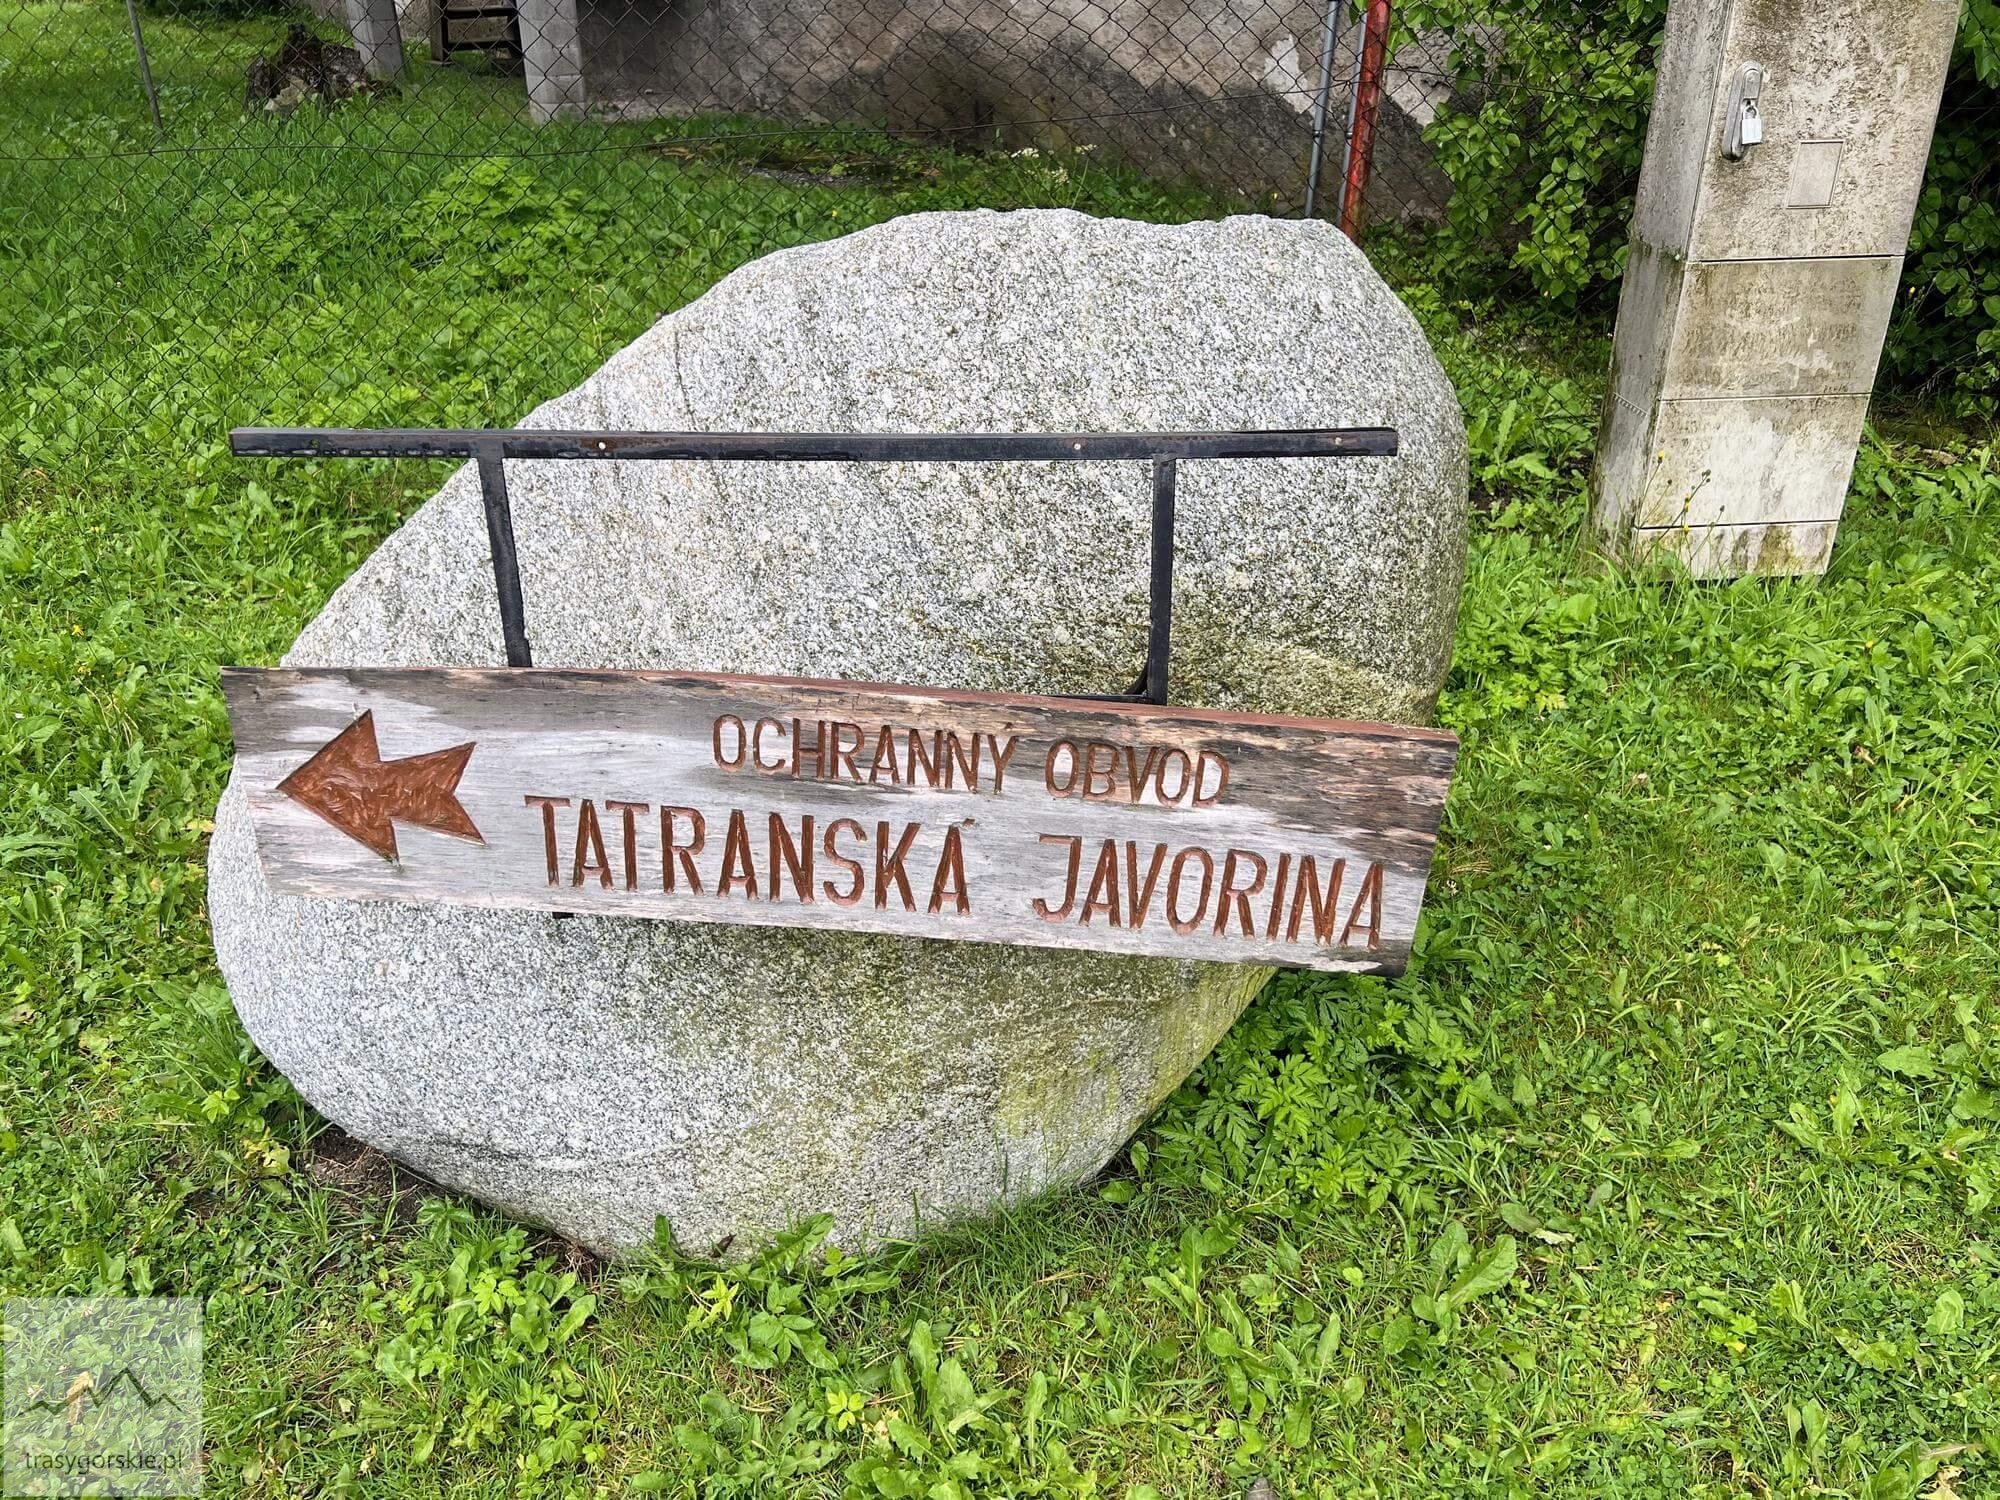 OCHRANNÝ OBVOD
TATRANSKÁ JAVORINA
trasygorskie.pl